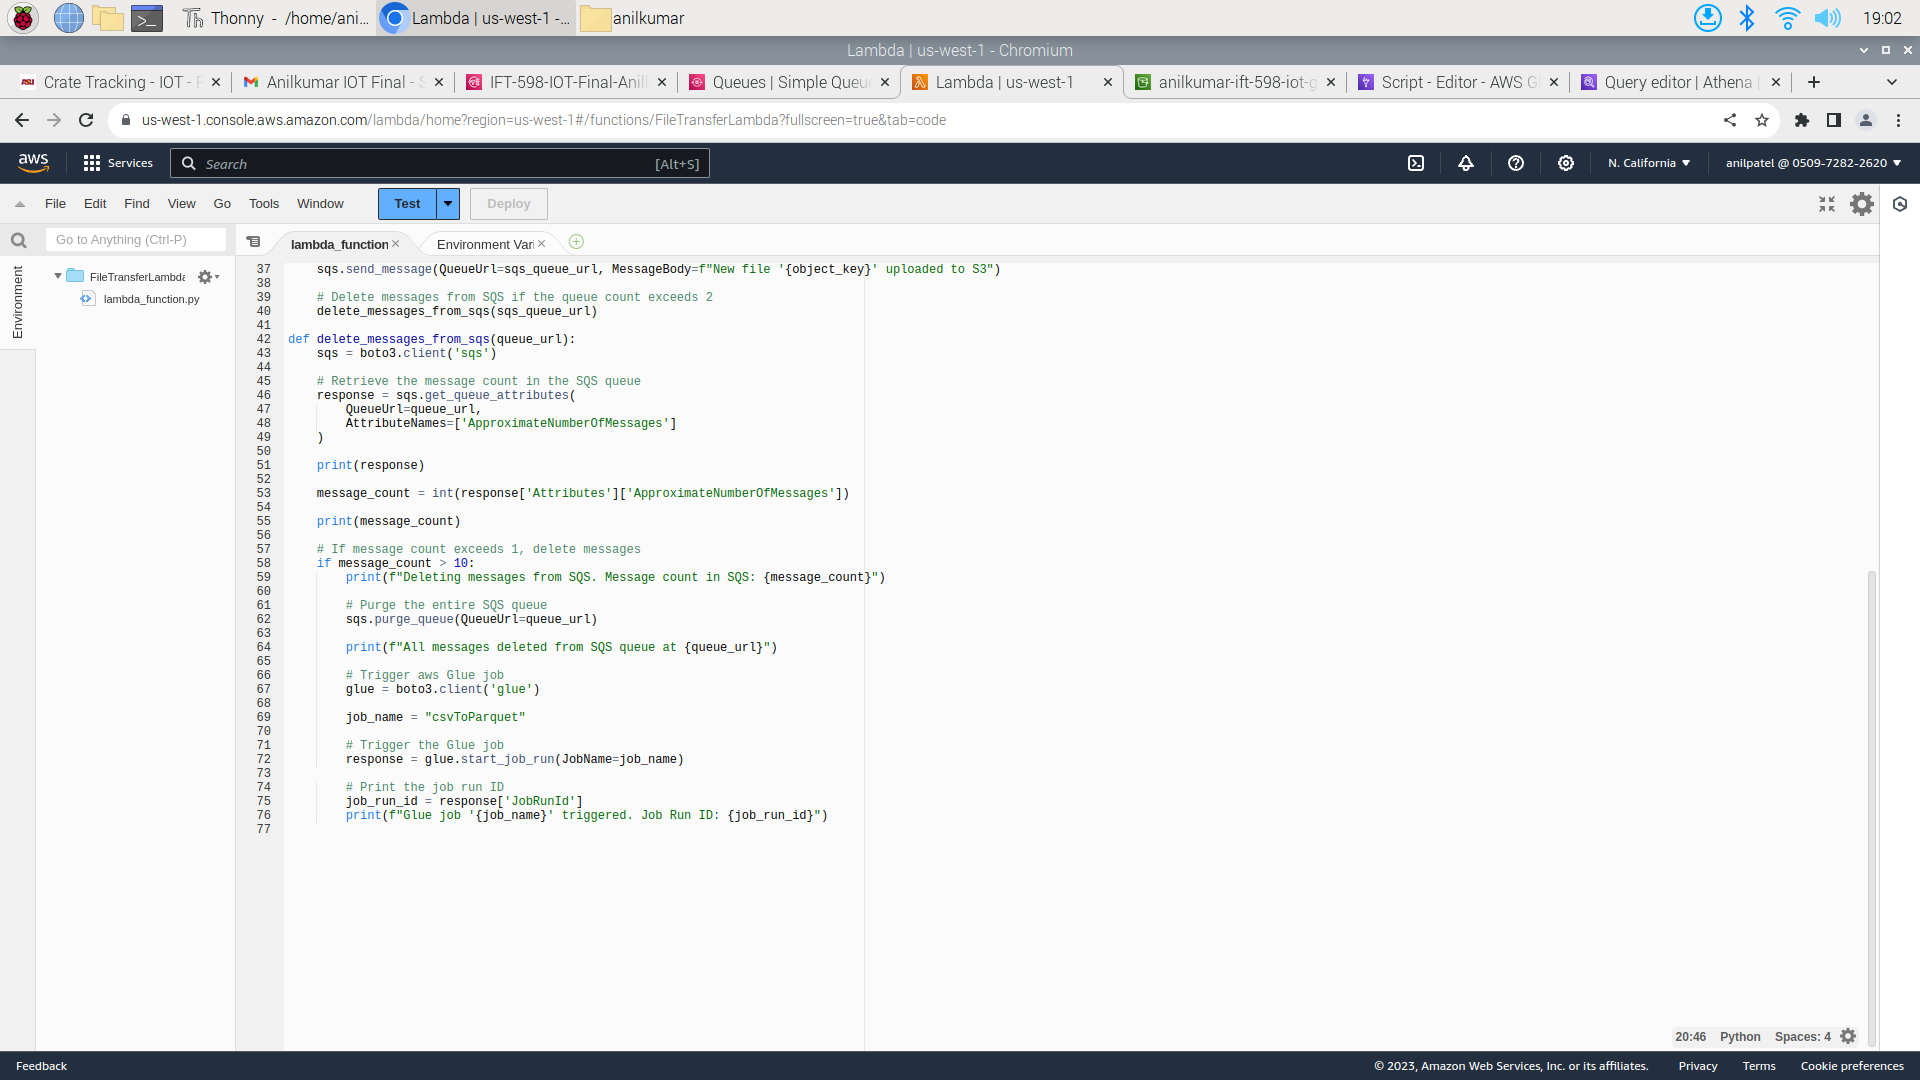 Thonny - /home/ani...
Lambda | us-west-1 -...
anilkumar
19:02
Lambda | us-west-1 - Chromium
Crate Tracking - IOT -
Anilkumar IOT Final -
IFT-598-IOT-Final-Anil
Queues | Simple Queue
Lambda | us-west-1
anilkumar-ift-598-iot-g
Script - Editor - AWS G
Query editor | Athena |
us-west-1.console.aws.amazon.com/lambda/home?region=us-west-1#/functions/FileTransferLambda?fullscreen=true&tab=code
aws
Services
Search
[Alt+S]
N. California
anilpatel @ 0509-7282-2620
File Edit Find View Go Tools Window
Test
Deploy
Go to Anything (Ctrl-P)
lambda_function
Environment Vari
Environment
FileTransferLambda
lambda_function.py
37 sqs.send_message(QueueUrl=sqs_queue_url, MessageBody=f"New file '{object_key}' uploaded to S3")
38
39 # Delete messages from SQS if the queue count exceeds 2
40 delete_messages_from_sqs(sqs_queue_url)
41
42 def delete_messages_from_sqs(queue_url):
43 sqs = boto3.client('sqs')
44
45 # Retrieve the message count in the SQS queue
46 response = sqs.get_queue_attributes(
47 QueueUrl=queue_url,
48 AttributeNames=['ApproximateNumberOfMessages']
49 )
50
51 print(response)
52
53 message_count = int(response['Attributes']['ApproximateNumberOfMessages'])
54
55 print(message_count)
56
57 # If message count exceeds 1, delete messages
58 if message_count > 10:
59 print(f"Deleting messages from SQS. Message count in SQS: {message_count}")
60
61 # Purge the entire SQS queue
62 sqs.purge_queue(QueueUrl=queue_url)
63
64 print(f"All messages deleted from SQS queue at {queue_url}")
65
66 # Trigger aws Glue job
67 glue = boto3.client('glue')
68
69 job_name = "csvToParquet"
70
71 # Trigger the Glue job
72 response = glue.start_job_run(JobName=job_name)
73
74 # Print the job run ID
75 job_run_id = response['JobRunId']
76 print(f"Glue job '{job_name}' triggered. Job Run ID: {job_run_id}")
77
20:46 Python Spaces: 4
Feedback
© 2023, Amazon Web Services, Inc. or its affiliates.
Privacy
Terms
Cookie preferences